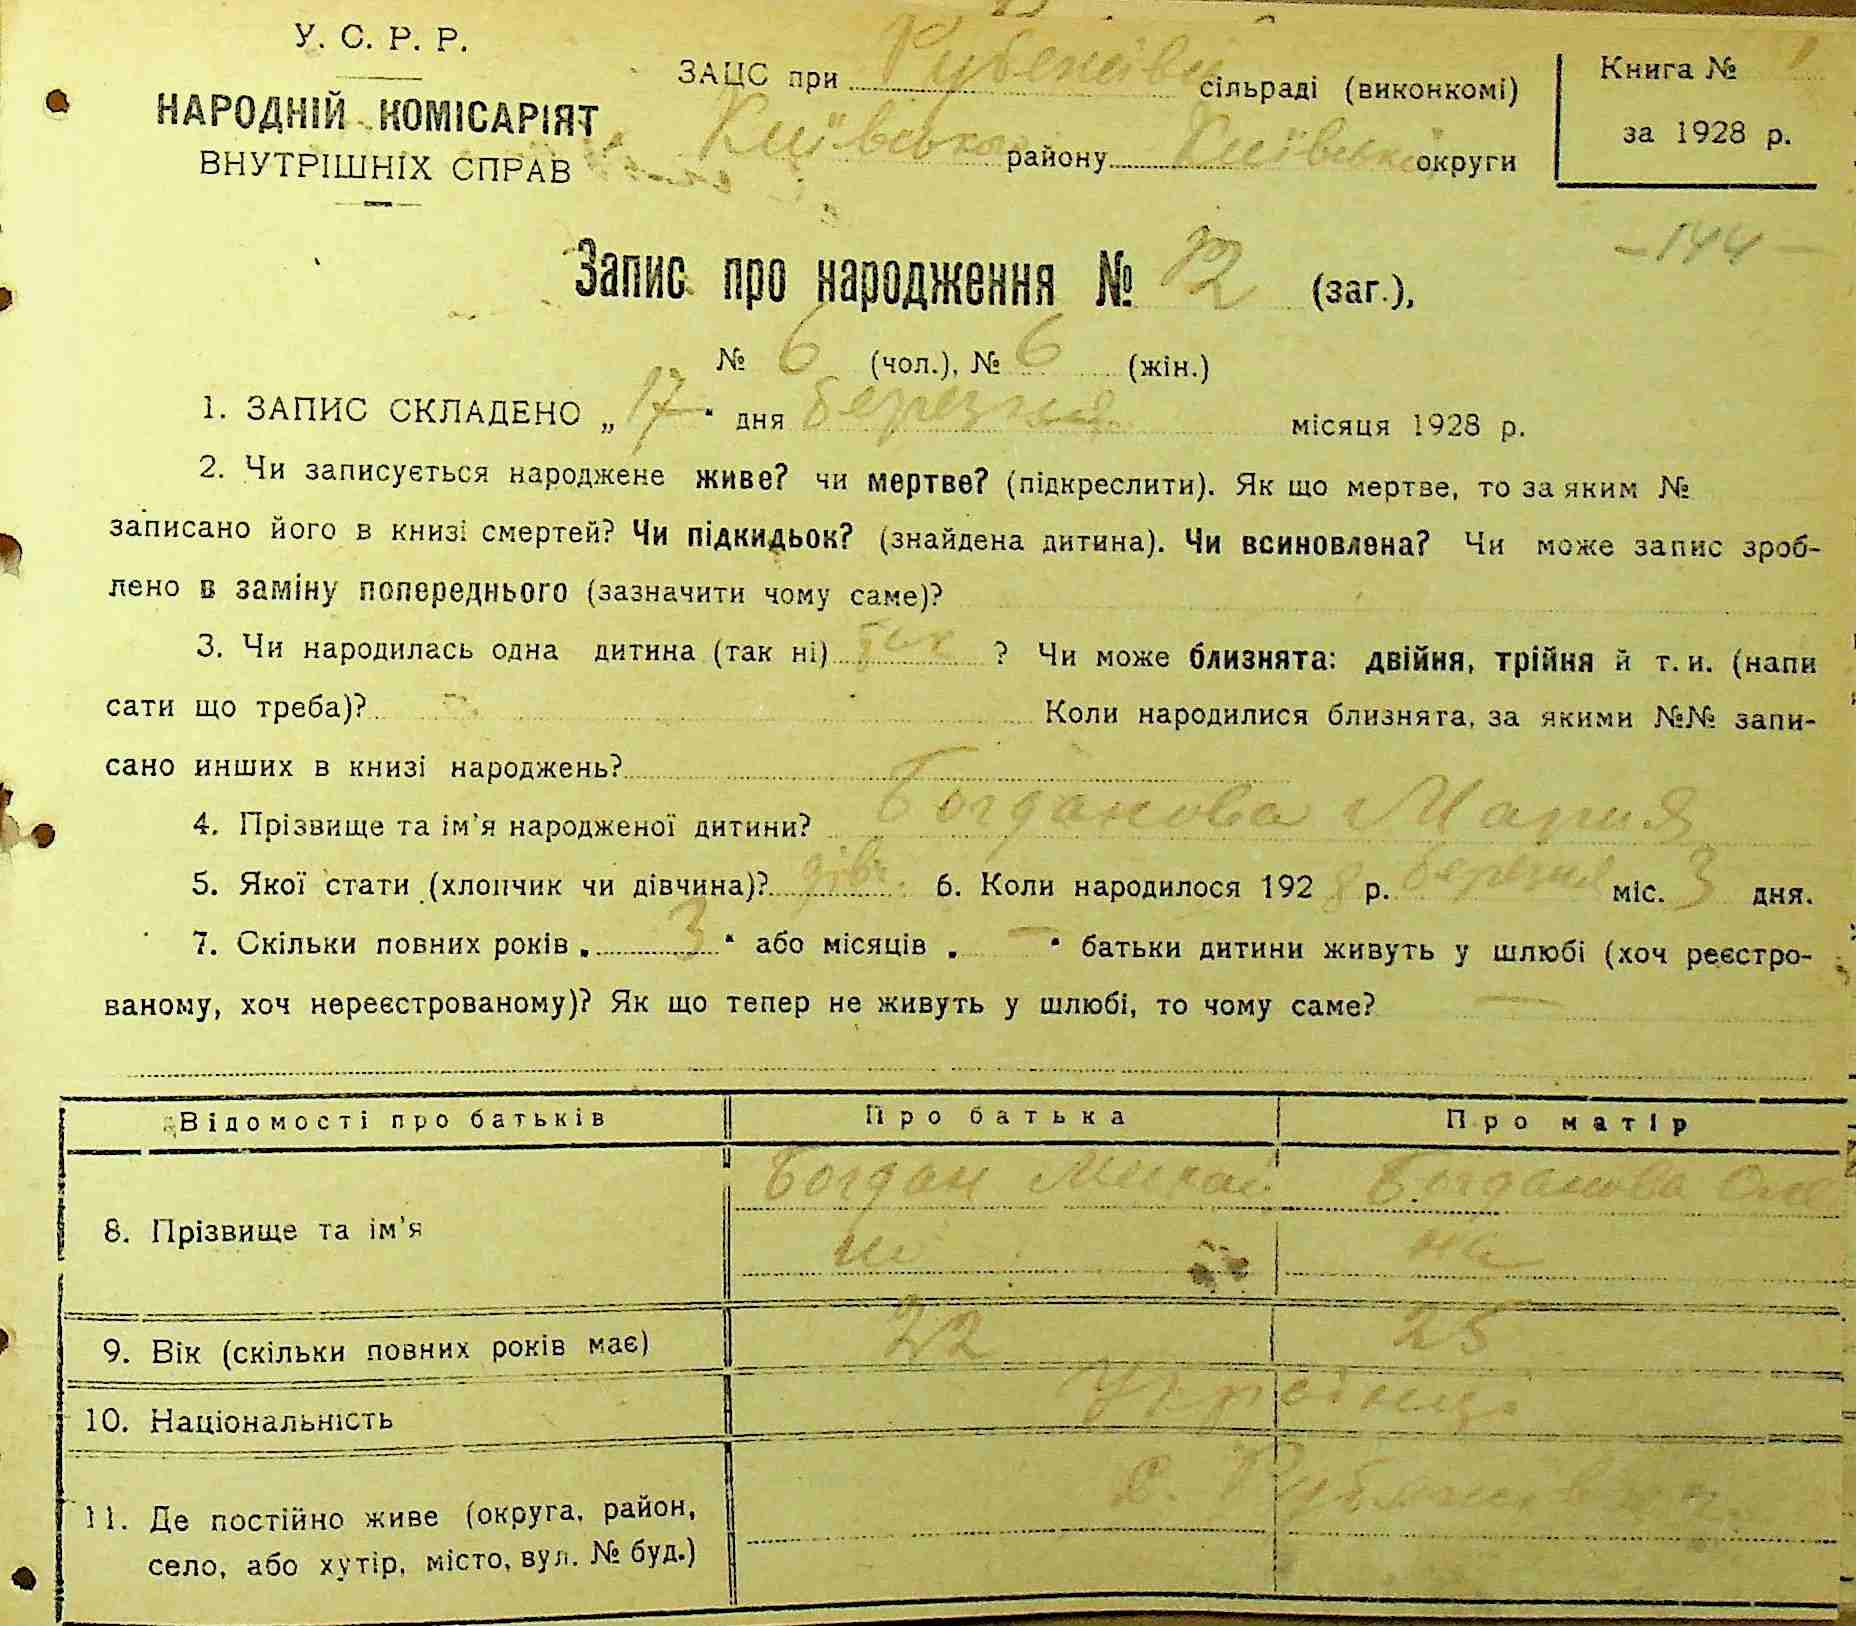 У. С. Р. Р.
НАРОДНІЙ КОМІСАРІЯТ
ВНУТРІШНІХ СПРАВ
ЗАЦС при сільраді (виконкомі)
Київського району Київської округи
Книга № 1
за 1928 р.
- 144 -
Запис про народження № 12 (заг.),
№ 6 (чол.), № 6 (жін.)
1. ЗАПИС СКЛАДЕНО „ 17 “ дня березня місяця 1928 р.
2. Чи записується народжене живе? чи мертве? (підкреслити). Як що мертве, то за яким №
записано його в книзі смертей? Чи підкидьок? (знайдена дитина). Чи всиновлена? Чи може запис зроб-
лено в заміну попереднього (зазначити чому саме)?
3. Чи народилась одна дитина (так ні) так ? Чи може близнята: двійня, трійня й т. и. (напи
сати що треба)? Коли народилися близнята, за якими №№ запи-
сано инших в книзі народжень?
4. Прізвище та ім'я народженої дитини? Богданова Мария
5. Якої стати (хлопчик чи дівчина)? дівч. 6. Коли народилося 1928 р. березня міс. 3 дня.
7. Скільки повних років „ 3 “ або місяців „ — “ батьки дитини живуть у шлюбі (хоч реєстро-
ваному, хоч нереєстрованому)? Як що тепер не живуть у шлюбі, то чому саме? —
Відомості про батьків Про батька Про матір
8. Прізвище та ім'я Богдан Богданова Оле
на
9. Вік (скільки повних років має) 22 25
10. Національність Україңці
11. Де постійно живе (округа, район,
село, або хутір, місто, вул. № буд.)